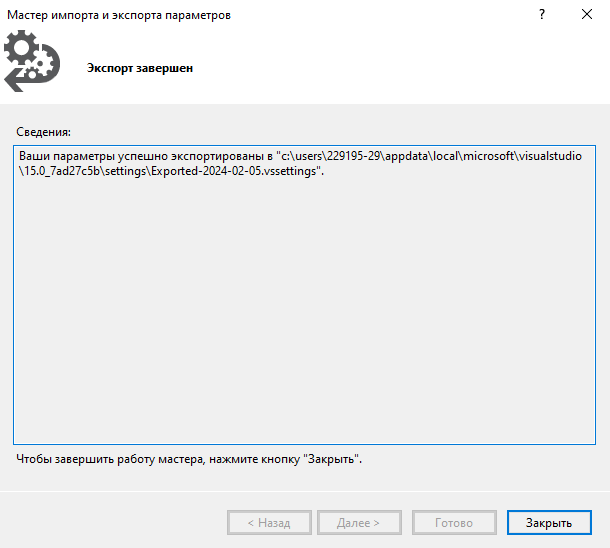 Мастер импорта и экспорта параметров
?
Экспорт завершен
Сведения:
Ваши параметры успешно экспортированы в "c:\users\229195-29\appdata\local\microsoft\visualstudio
\15.0_7ad27c5b\settings\Exported-2024-02-05.vssettings".
Чтобы завершить работу мастера, нажмите кнопку "Закрыть".
< Назад Далее > Готово Закрыть